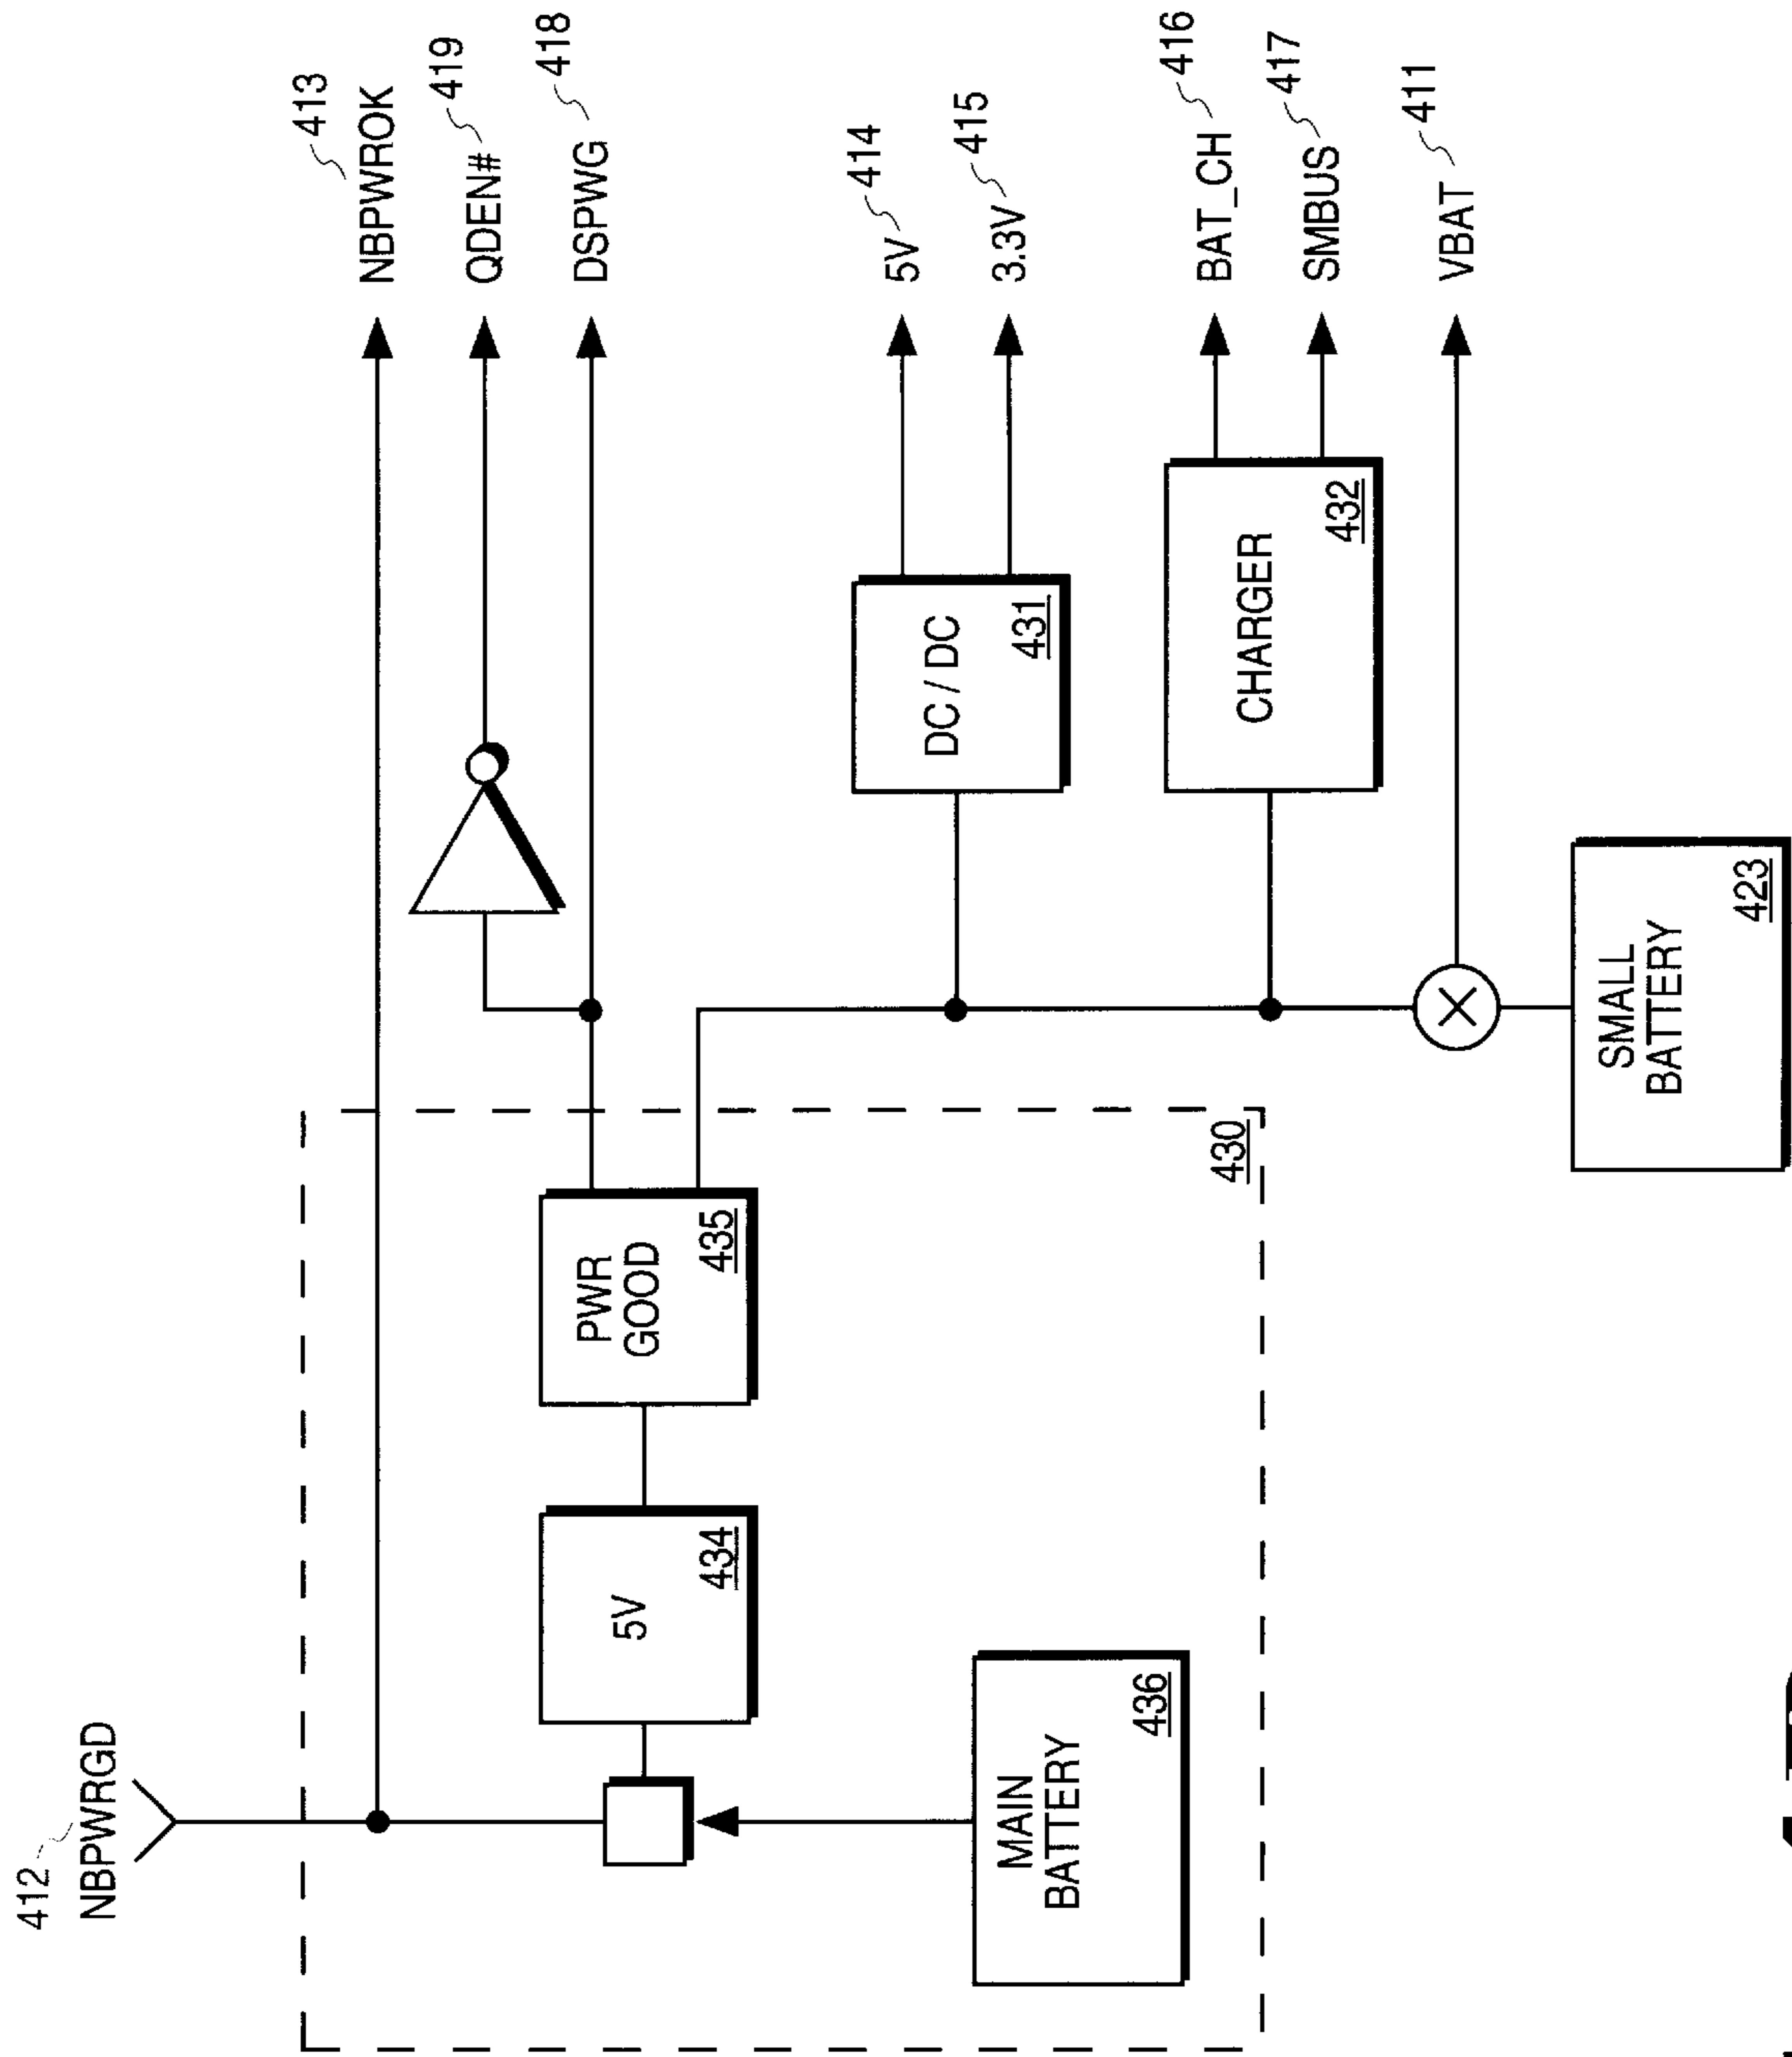 412
NBPWRGD
413
NBPWROK
419
QDEN#
418
DSPWG
5V
434
PWR
GOOD
435
414
5V
415
3.3V
DC / DC
431
MAIN
BATTERY
436
430
416
BAT_CH
417
SMBUS
CHARGER
432
411
VBAT
SMALL
BATTERY
423